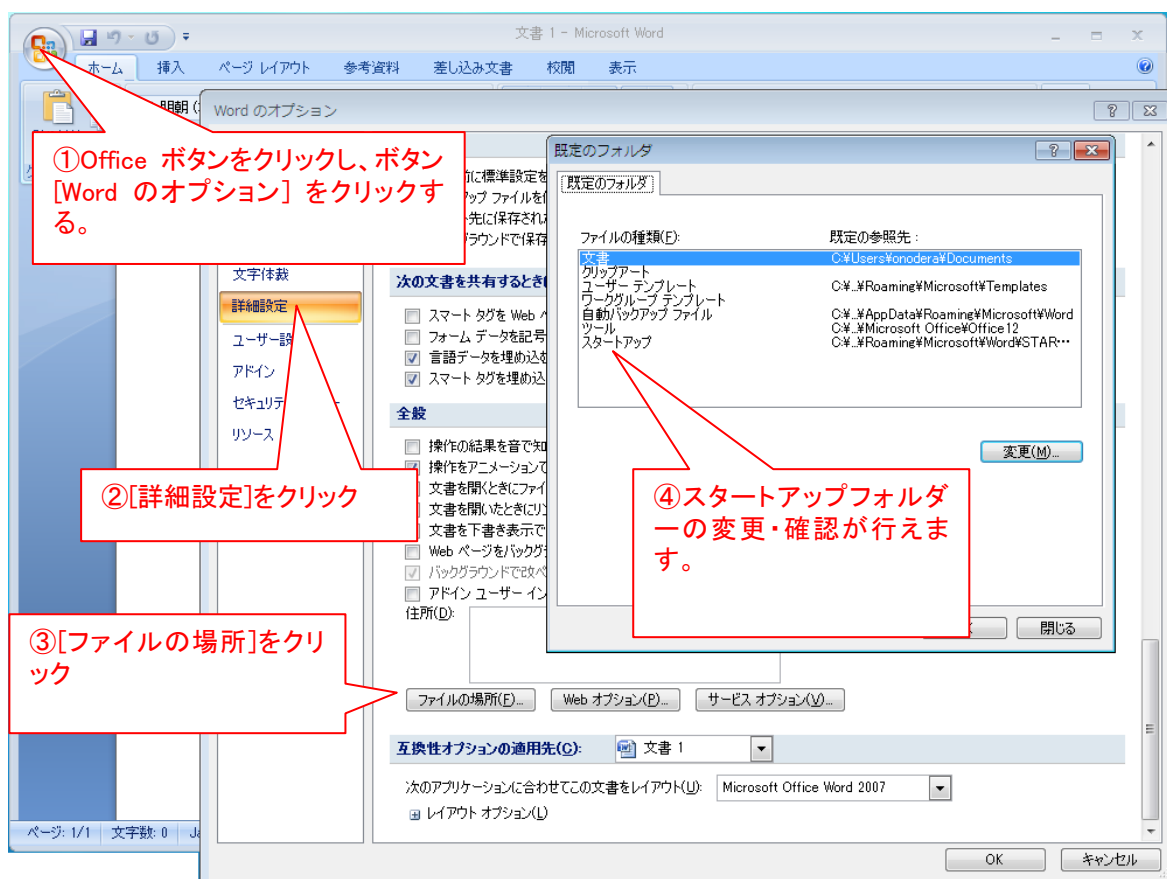 文書 1 - Microsoft Word
ホーム 挿入 ページ レイアウト 参考資料 差し込み文書 校閲 表示
Word のオプション
①Office ボタンをクリックし、ボタン
[Word のオプション] をクリックす
る。
文字体裁
詳細設定
ユーザー設
アドイン
セキュリテ
リソース
②[詳細設定]をクリック
③[ファイルの場所]をクリ
ック
次の文書を共有するとき
スマート タグを Web
フォーム データを記号
言語データを埋め込
スマート タグを埋め込
全般
操作の結果を音で知
操作をアニメーションで
文書を開くときにファイ
文書を開いたときにリ
文書を下書き表示で
Web ページをバックグ
バックグラウンドで改ペ
アドイン ユーザー イン
住所(D):
ファイルの場所(F)... Web オプション(P)... サービス オプション(V)...
互換性オプションの適用先(C): 文書 1
次のアプリケーションに合わせてこの文書をレイアウト(U): Microsoft Office Word 2007
レイアウト オプション(L)
OK キャンセル
既定のフォルダ
既定のフォルダ
ファイルの種類(F): 既定の参照先 :
文書 C:¥Users¥onodera¥Documents
クリップアート
ユーザー テンプレート C:¥...¥Roaming¥Microsoft¥Templates
ワークグループ テンプレート
自動バックアップ ファイル C:¥...¥AppData¥Roaming¥Microsoft¥Word
ツール C:¥...¥Microsoft Office¥Office12
スタートアップ C:¥...¥Roaming¥Microsoft¥Word¥STAR…
変更(M)...
④スタートアップフォルダ
ーの変更・確認が行えま
す。
閉じる
ページ: 1/1 文字数: 0